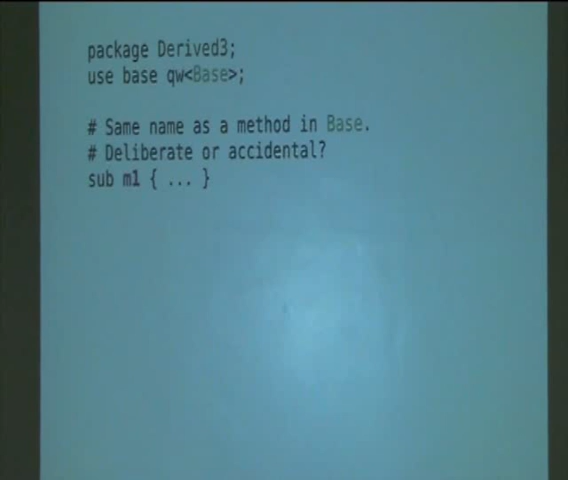 package Derived3;
use base qw<Base>;
# Same name as a method in Base.
# Deliberate or accidental?
sub m1 { ... }